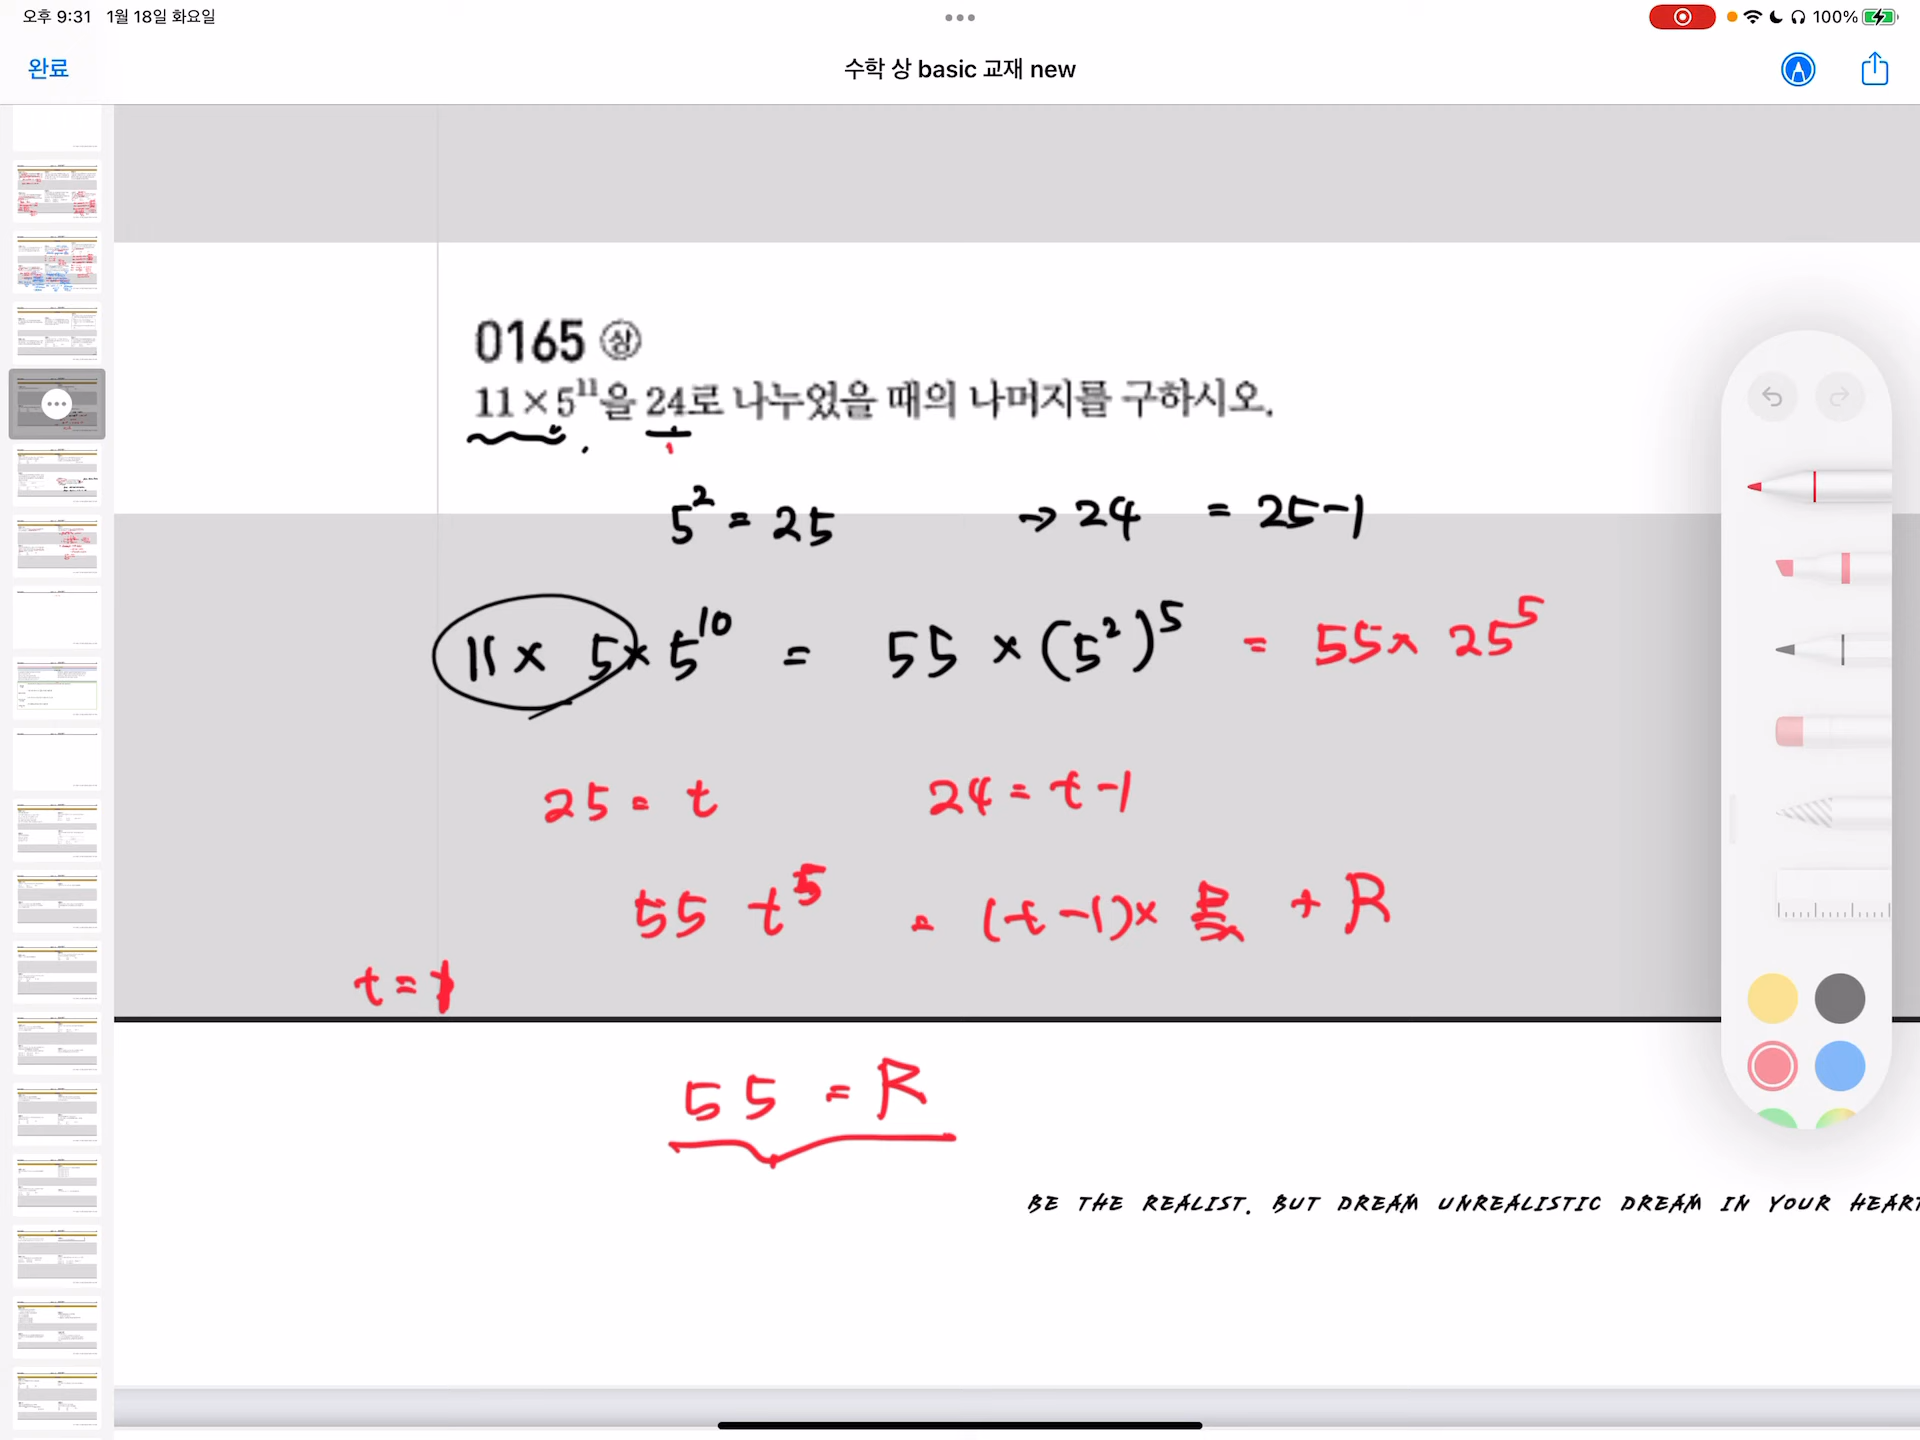 오후 9:31 1월 18일 화요일
100%
완료
수학 상 basic 교재 new
0165 상
11×5¹¹을 24로 나누었을 때의 나머지를 구하시오.
5² = 25 → 24 = 25-1
11 × 5 × 5¹⁰ = 55 × (5²)⁵ = 55 × 25⁵
25 = t 24 = t-1
55 t⁵ = (t-1)× + R
t = 1
55 = R
BE THE REALIST. BUT DREAM UNREALISTIC DREAM IN YOUR HEART